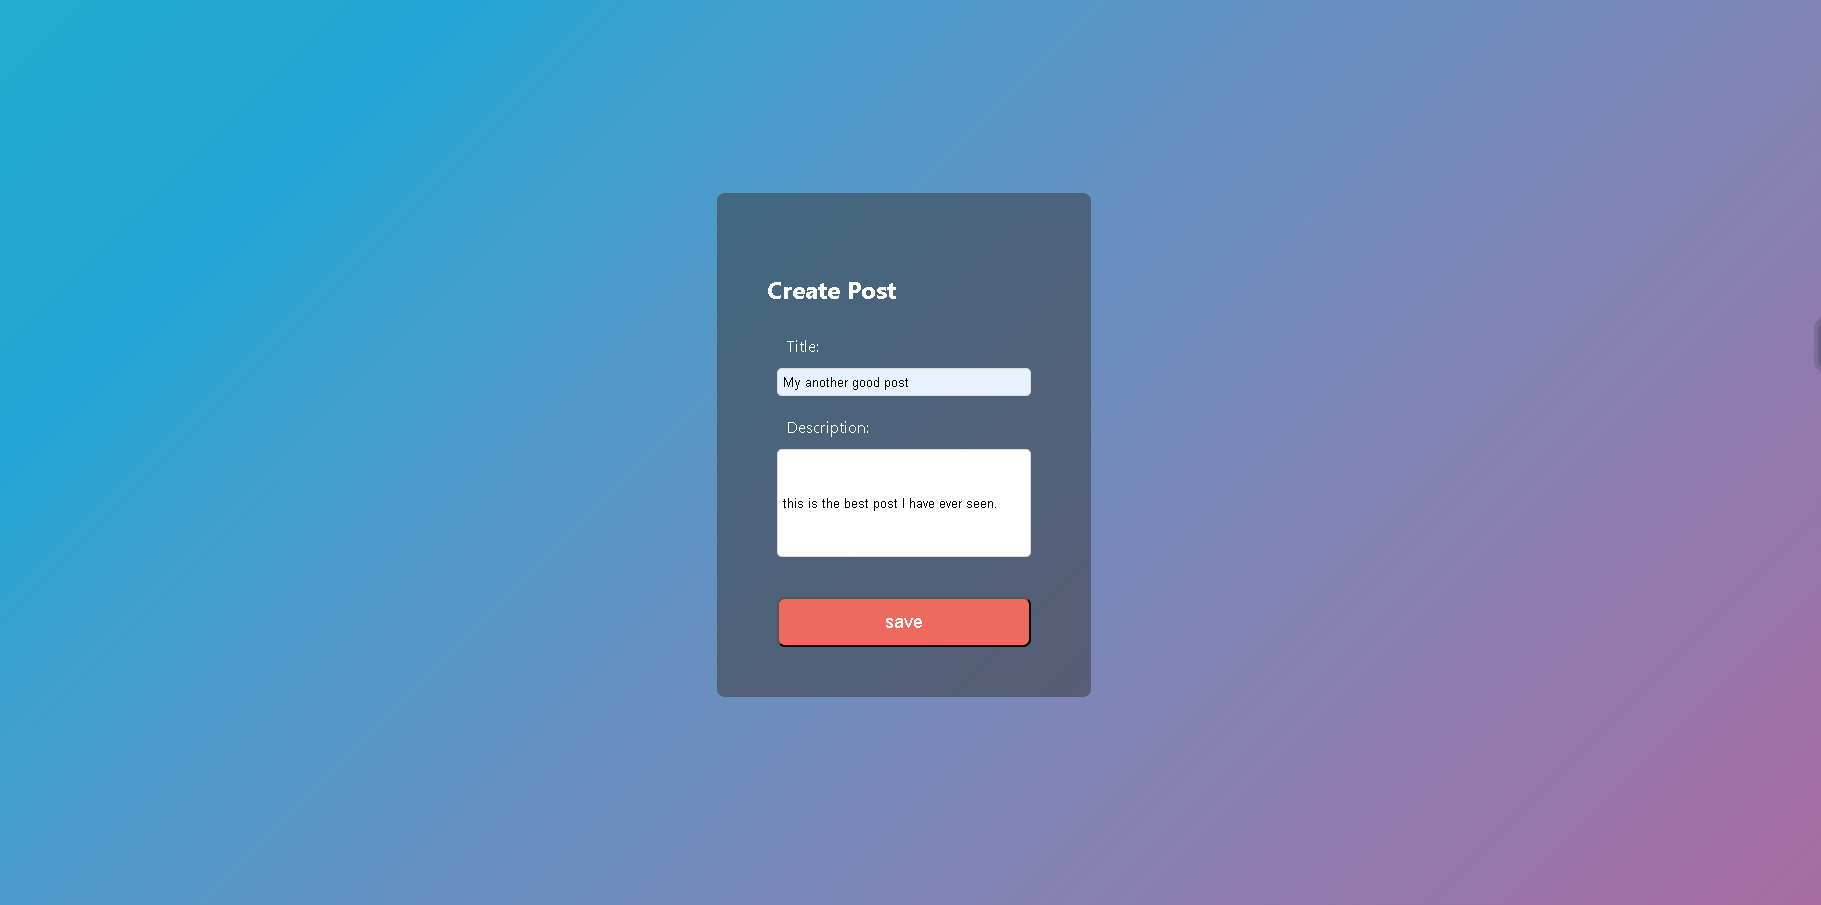 Create Post
Title:
My another good post
Description:
this is the best post I have ever seen.
save